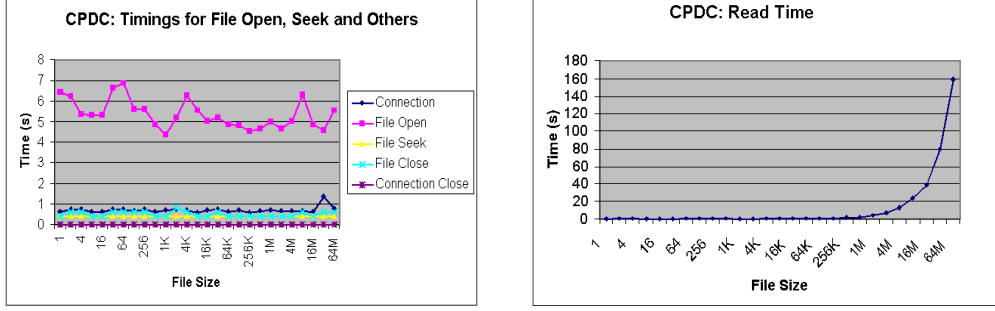 CPDC: Timings for File Open, Seek and Others
8
7
6
5
4
3
2
1
0
Time (s)
1
4
16
64
256
1K
4K
16K
64K
256K
1M
4M
16M
64M
File Size
Connection
File Open
File Seek
File Close
Connection Close
CPDC: Read Time
180
160
140
120
100
80
60
40
20
0
Time (s)
1
4
16
64
256
1K
4K
16K
64K
256K
1M
4M
16M
64M
File Size